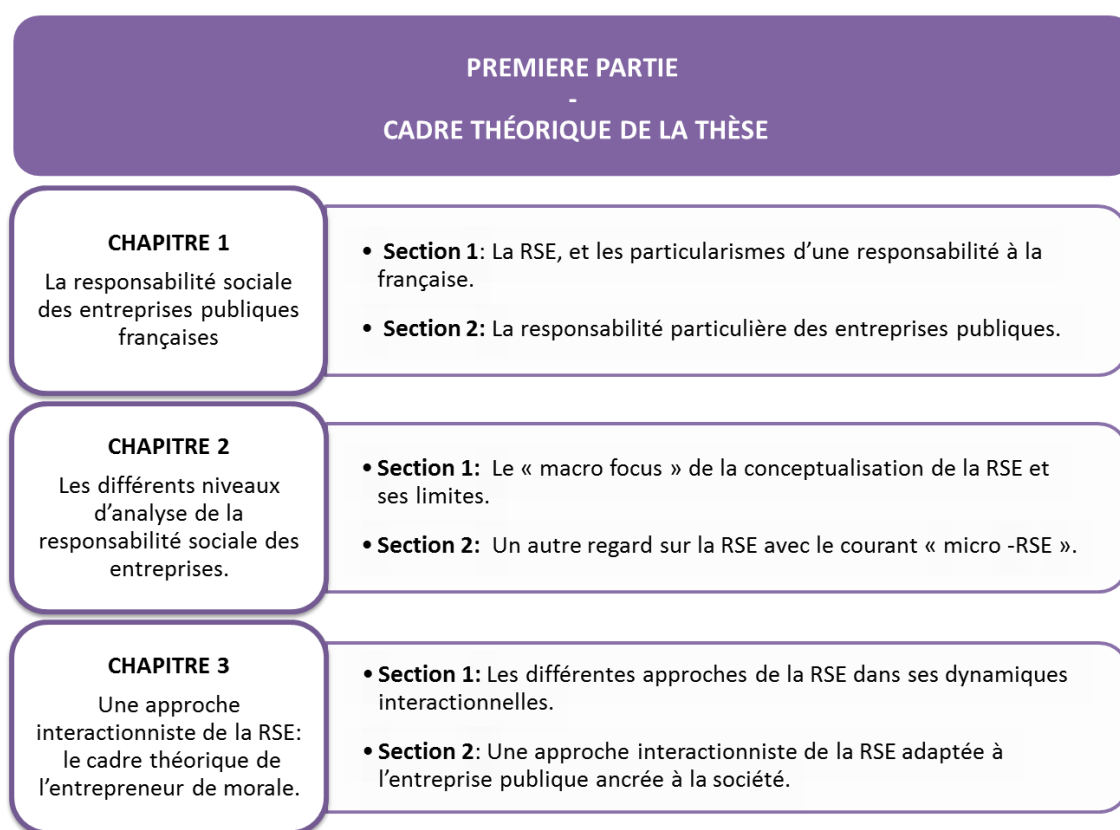 PREMIERE PARTIE
-
CADRE THÉORIQUE DE LA THÈSE
CHAPITRE 1
La responsabilité sociale
des entreprises publiques
françaises
• Section 1: La RSE, et les particularismes d’une responsabilité à la
française.
• Section 2: La responsabilité particulière des entreprises publiques.
CHAPITRE 2
Les différents niveaux
d’analyse de la
responsabilité sociale des
entreprises.
• Section 1: Le « macro focus » de la conceptualisation de la RSE et
ses limites.
• Section 2: Un autre regard sur la RSE avec le courant « micro -RSE ».
CHAPITRE 3
Une approche
interactionniste de la RSE:
le cadre théorique de
l’entrepreneur de morale.
• Section 1: Les différentes approches de la RSE dans ses dynamiques
interactionnelles.
• Section 2: Une approche interactionniste de la RSE adaptée à
l’entreprise publique ancrée à la société.